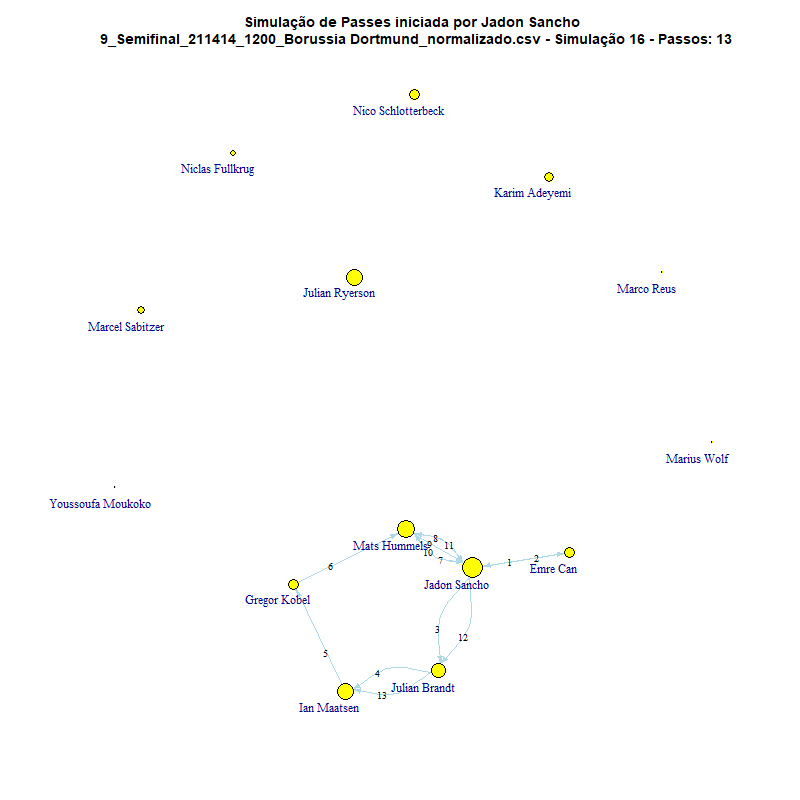 Simulação de Passes iniciada por Jadon Sancho
9_Semifinal_211414_1200_Borussia Dortmund_normalizado.csv - Simulação 16 - Passos: 13
Nico Schlotterbeck
Niclas Fullkrug
Karim Adeyemi
Julian Ryerson
Marco Reus
Marcel Sabitzer
Marius Wolf
Youssoufa Moukoko
8
9
11
Mats Hummels
10
7
2
1
6
Emre Can
Jadon Sancho
Gregor Kobel
3
12
5
4
Julian Brandt
13
Ian Maatsen